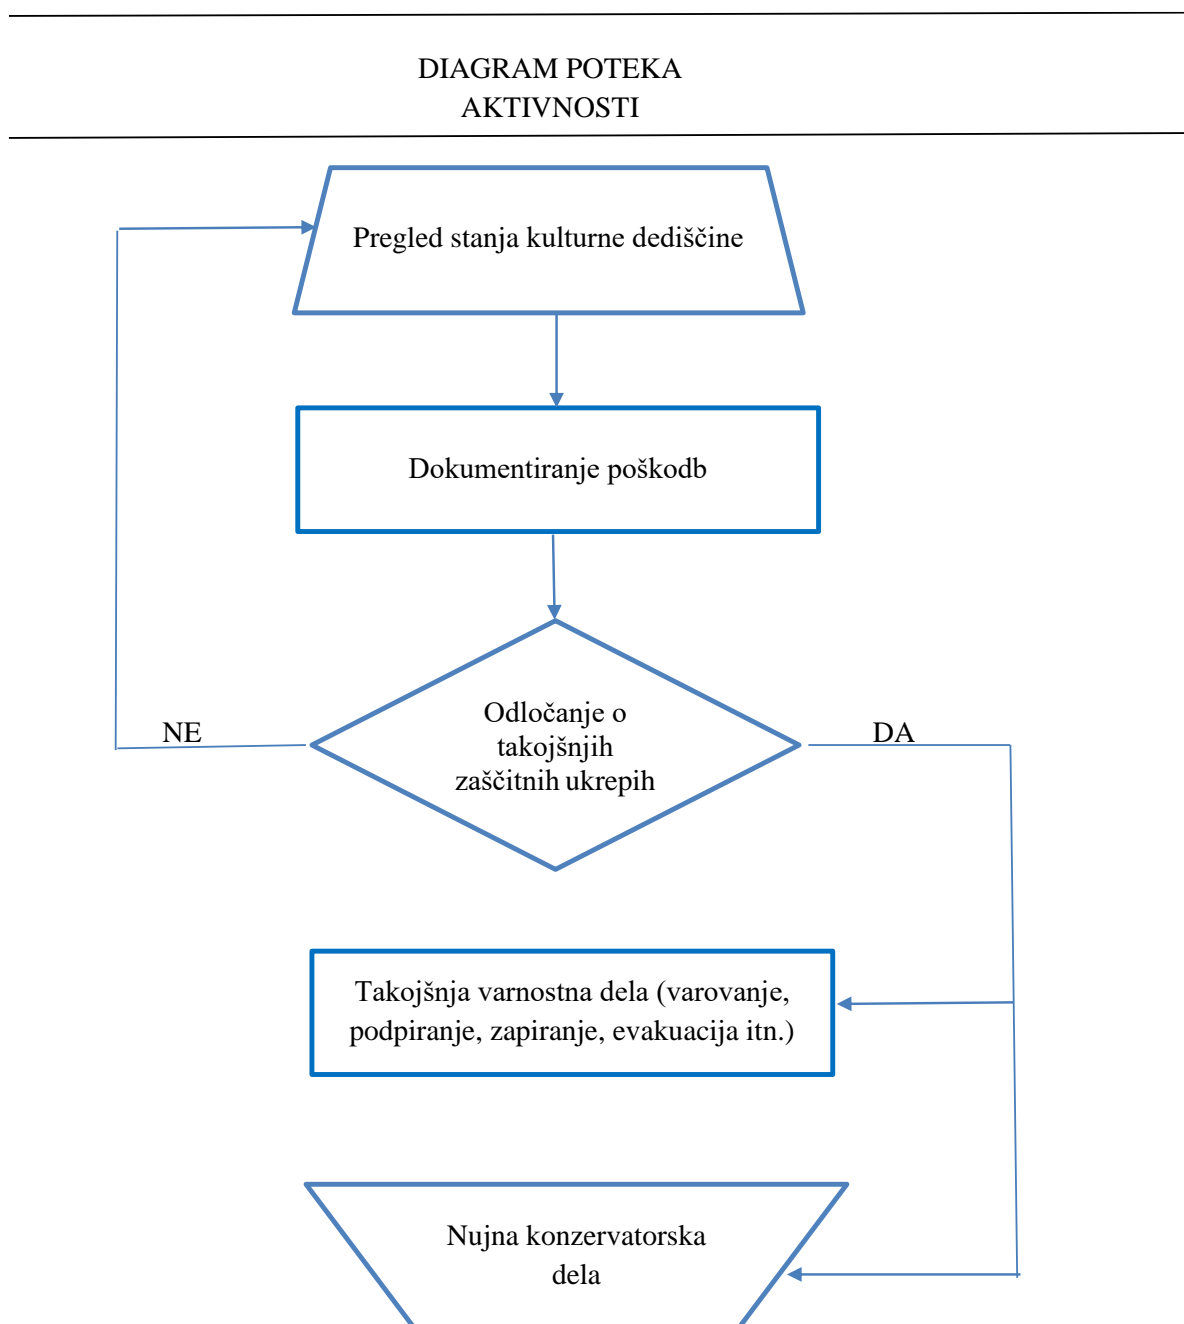 DIAGRAM POTEKA
AKTIVNOSTI
Pregled stanja kulturne dediščine
Dokumentiranje poškodb
Odločanje o
takojšnjih
zaščitnih ukrepih
NE
DA
Takojšnja varnostna dela (varovanje,
podpiranje, zapiranje, evakuacija itn.)
Nujna konzervatorska
dela